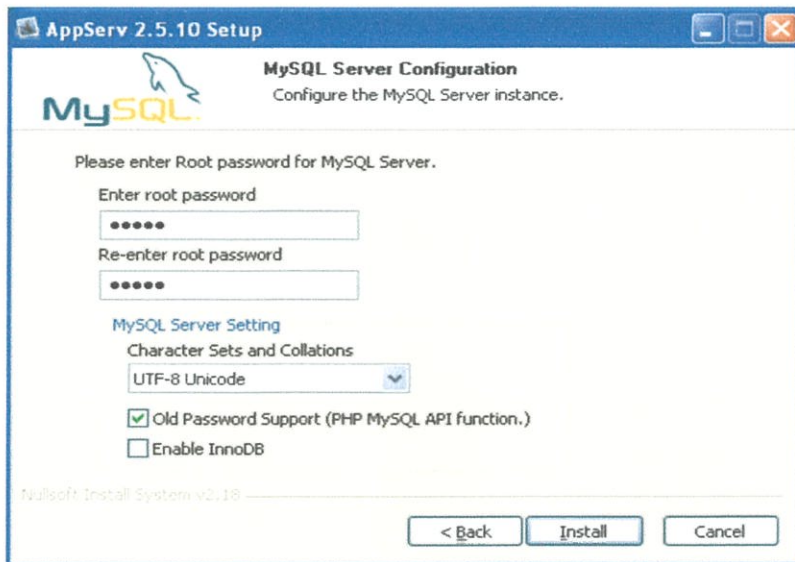 AppServ 2.5.10 Setup
MySQL
MySQL Server Configuration
Configure the MySQL Server instance.
Please enter Root password for MySQL Server.
Enter root password
•••••
Re-enter root password
•••••
MySQL Server Setting
Character Sets and Collations
UTF-8 Unicode
Old Password Support (PHP MySQL API function.)
Enable InnoDB
Nullsoft Install System v2.18
< Back
Install
Cancel